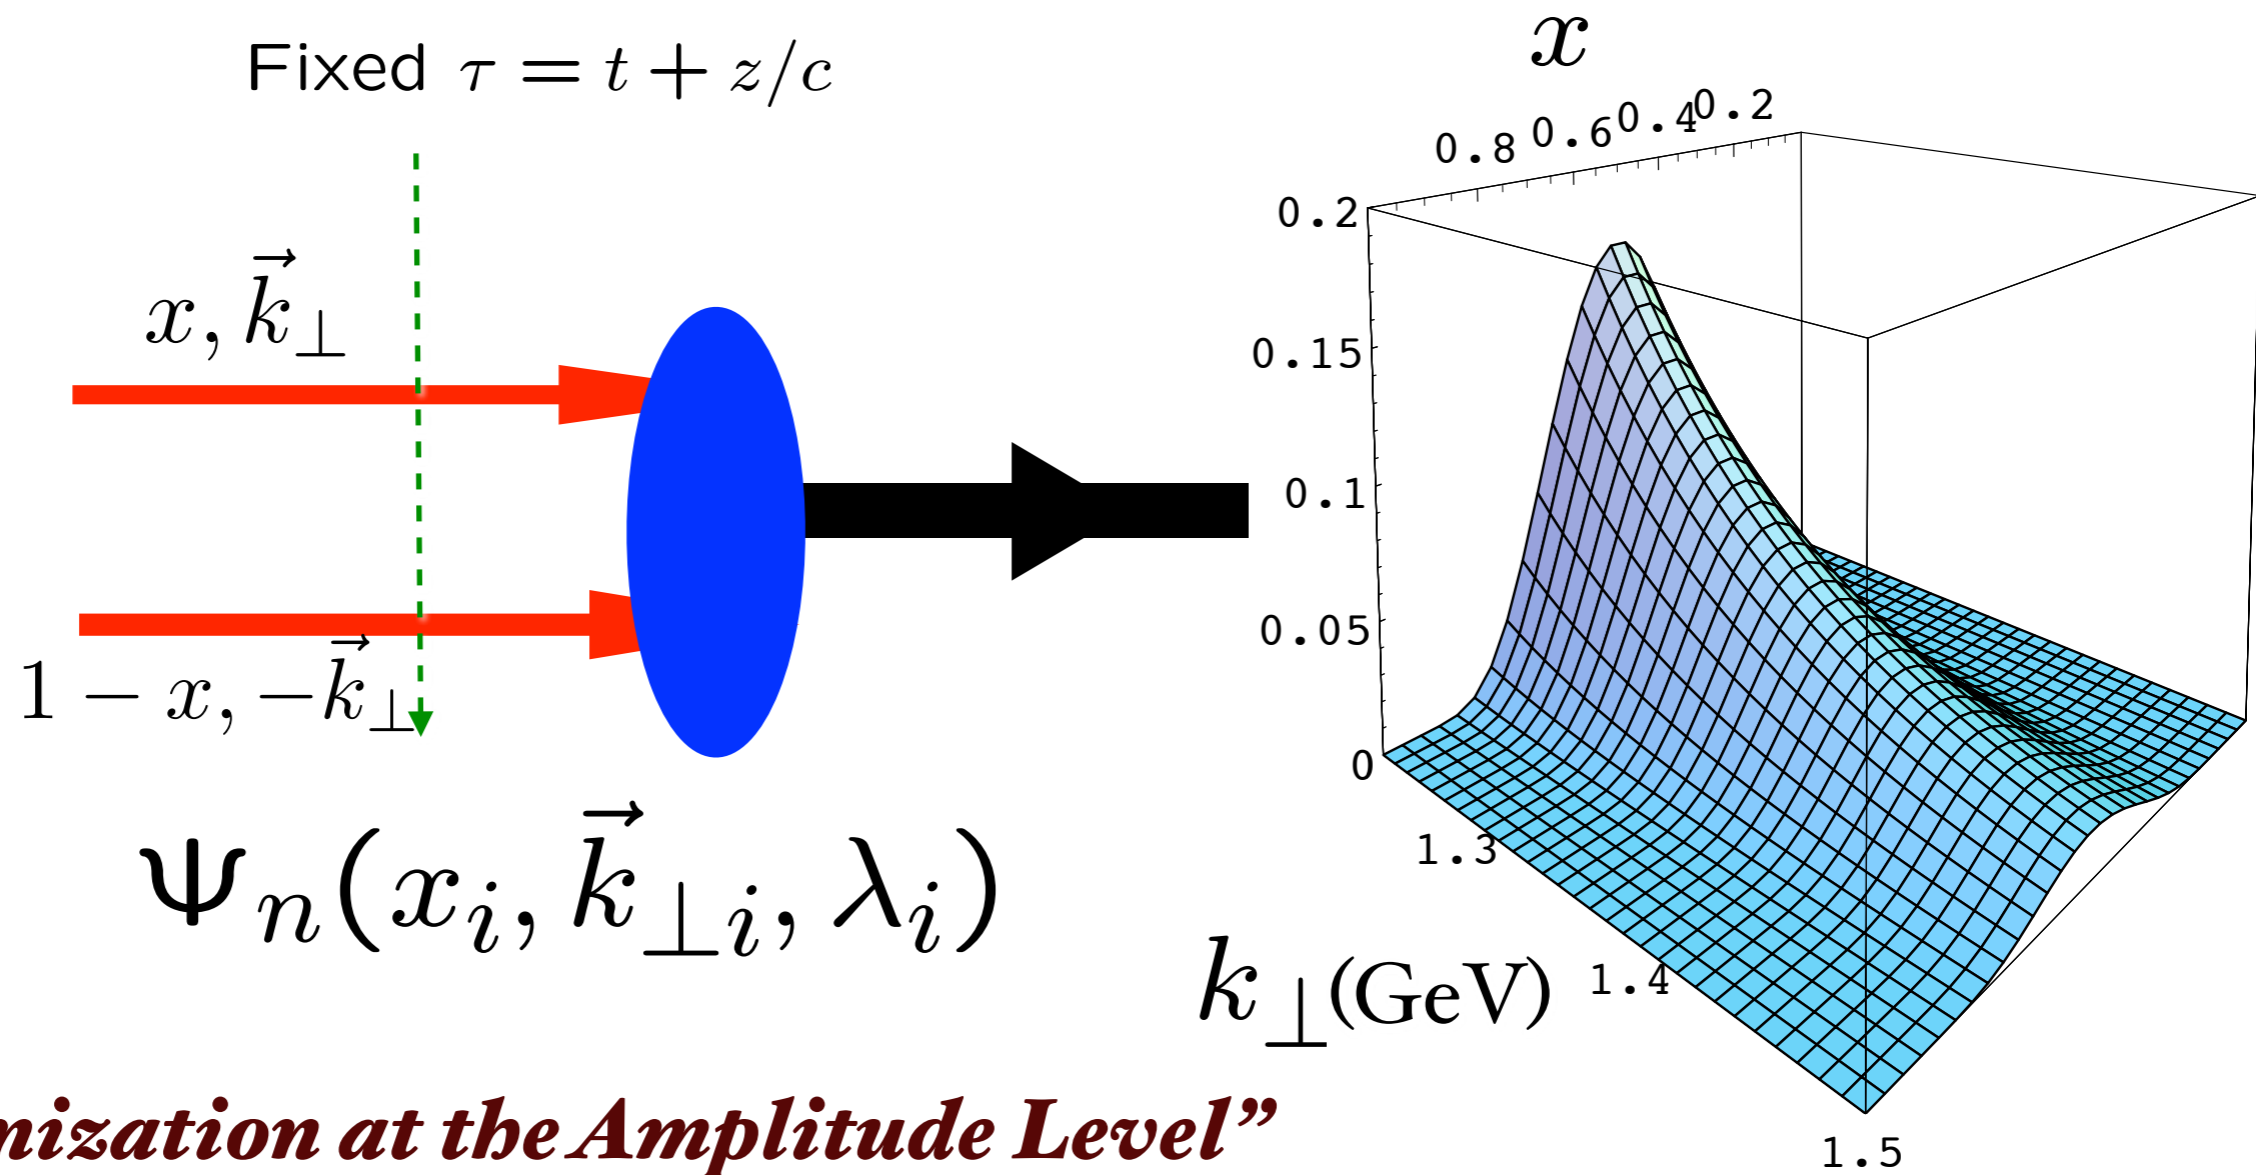 Fixed τ = t + z/c
x, k⃗⊥
1 − x, −k⃗⊥
Ψn(xi, k⃗⊥i, λi)
x
0.8 0.6 0.4 0.2
0.2
0.15
0.1
0.05
0
1.3
1.4
1.5
k⊥(GeV)
nization at the Amplitude Level”